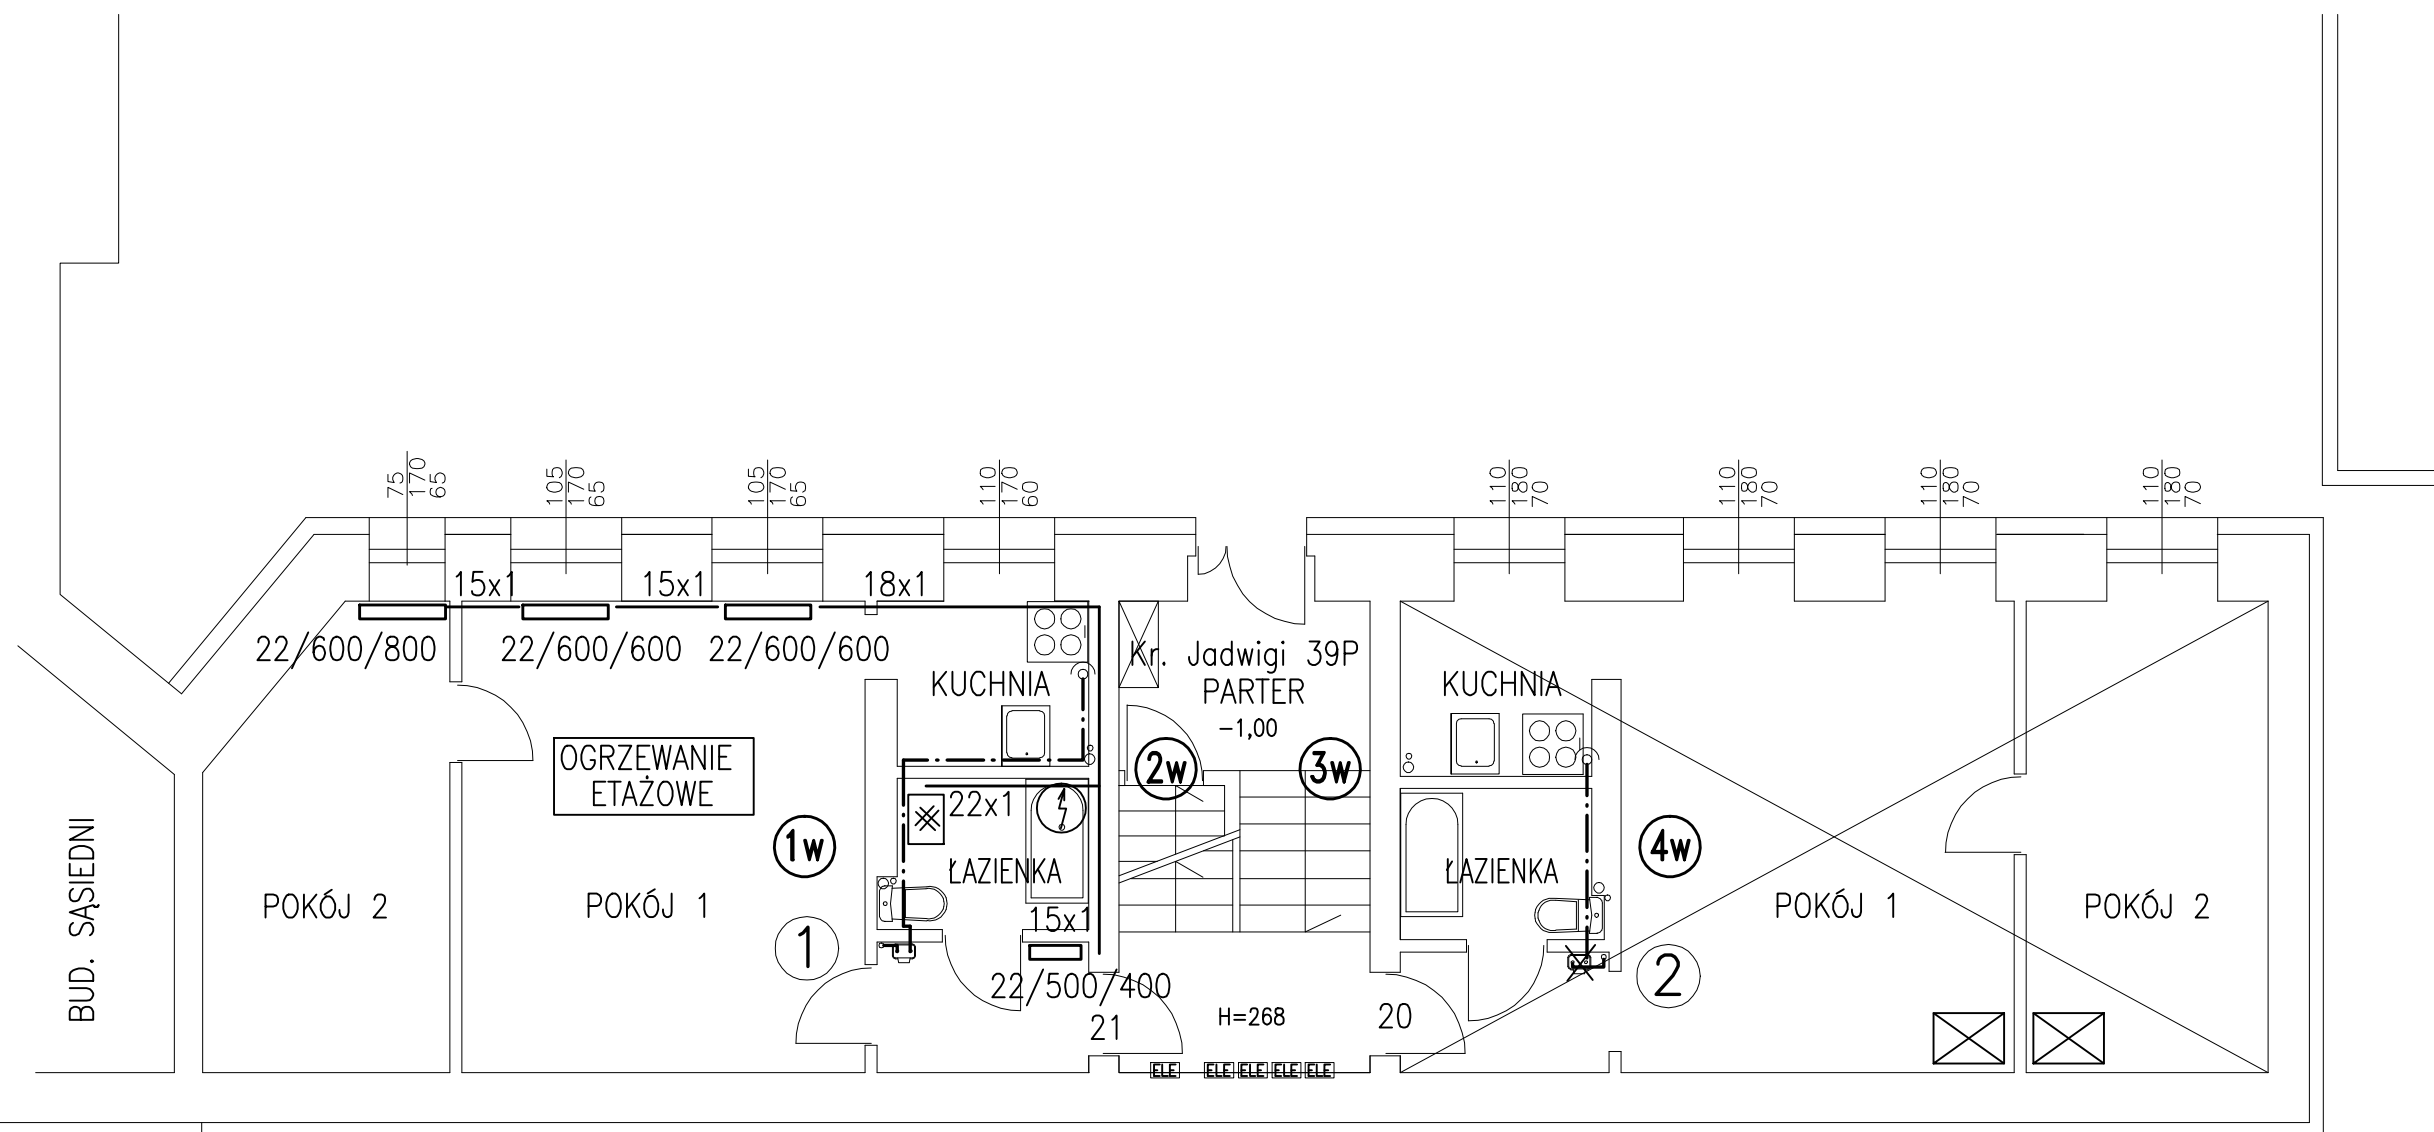 75
170
65
105
170
65
105
170
65
110
170
60
110
180
70
110
180
70
110
180
70
110
180
70
15x1
15x1
18x1
22/600/800
22/600/600
22/600/600
KUCHNIA
Kr. Jadwigi 39P
PARTER
-1,00
KUCHNIA
OGRZEWANIE
ETAŻOWE
2w
3w
22x1
1w
4w
ŁAZIENKA
ŁAZIENKA
BUD. SĄSIEDNI
POKÓJ 2
POKÓJ 1
15x1
POKÓJ 1
POKÓJ 2
1
2
22/500/400
21
H=268
20
ELE
ELE
ELE
ELE
ELE